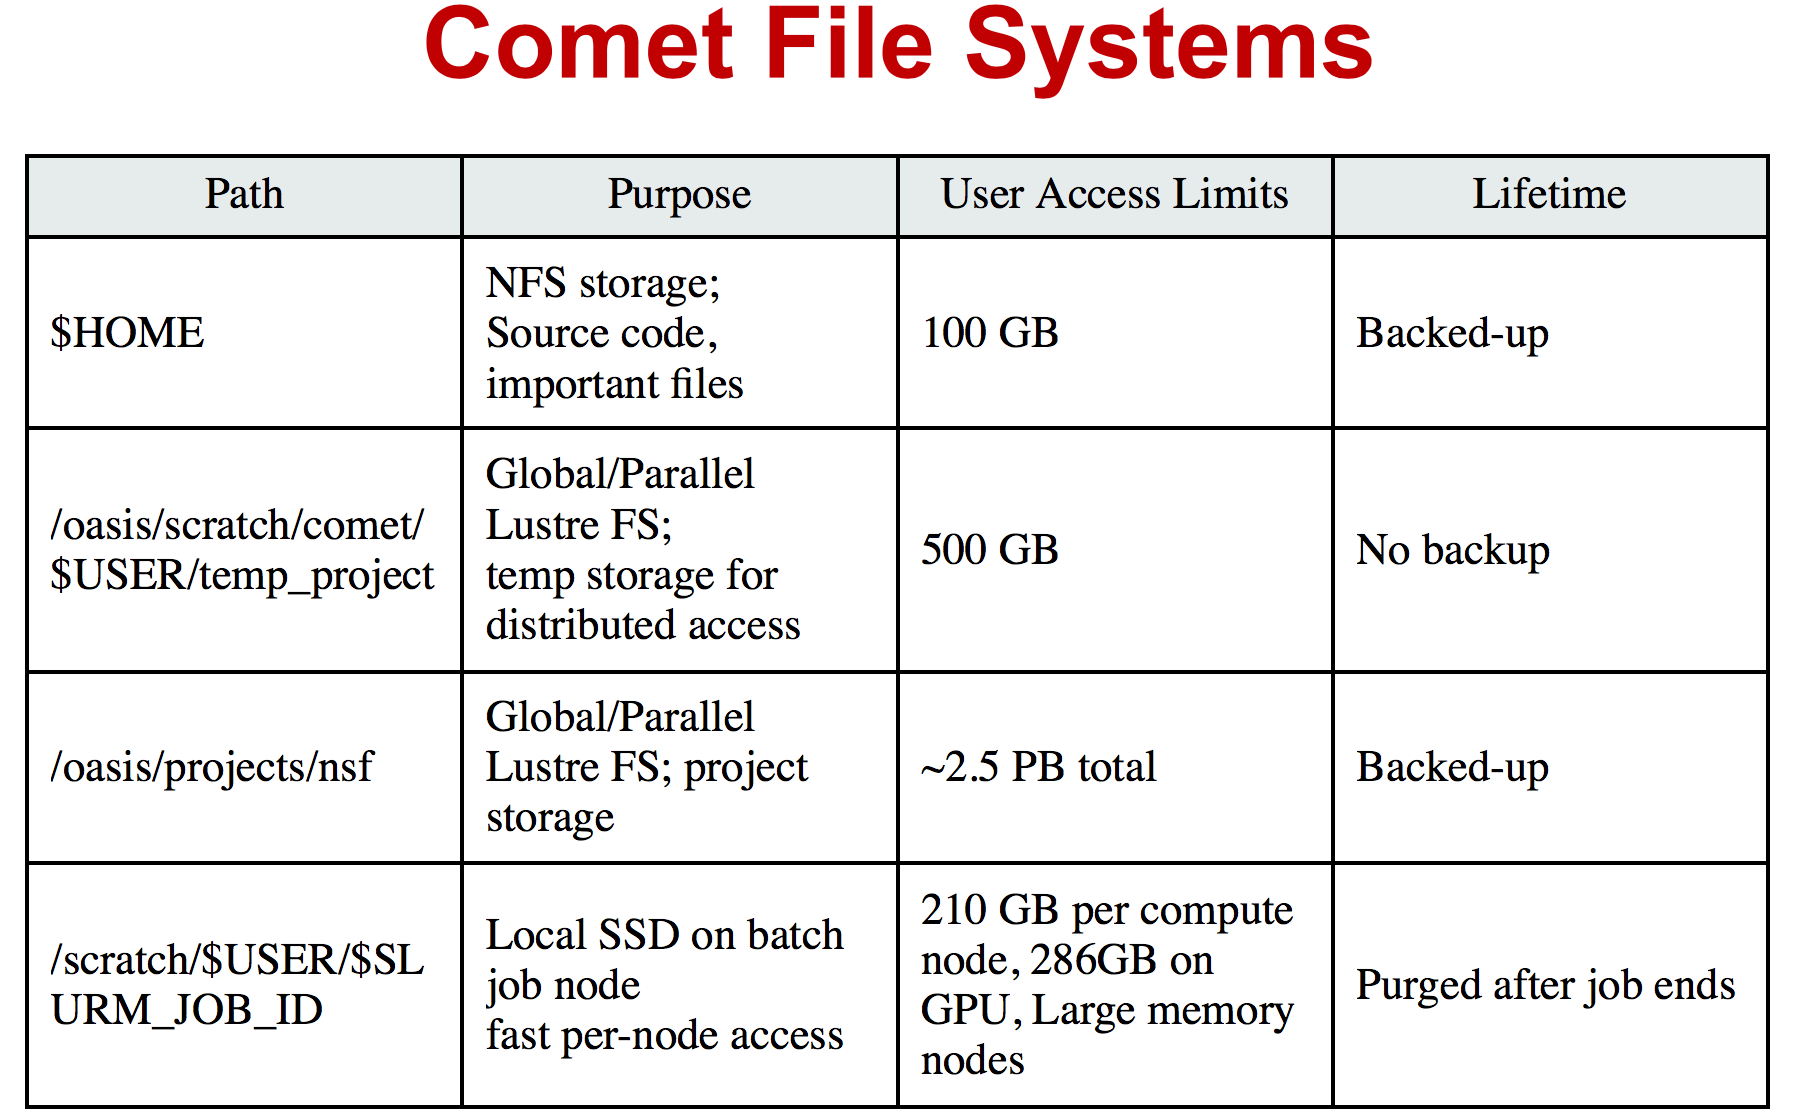 Comet File Systems
Path
Purpose
User Access Limits
Lifetime
$HOME
NFS storage;
Source code,
important files
100 GB
Backed-up
/oasis/scratch/comet/
$USER/temp_project
Global/Parallel
Lustre FS;
temp storage for
distributed access
500 GB
No backup
/oasis/projects/nsf
Global/Parallel
Lustre FS; project
storage
~2.5 PB total
Backed-up
/scratch/$USER/$SL
URM_JOB_ID
Local SSD on batch
job node
fast per-node access
210 GB per compute
node, 286GB on
GPU, Large memory
nodes
Purged after job ends